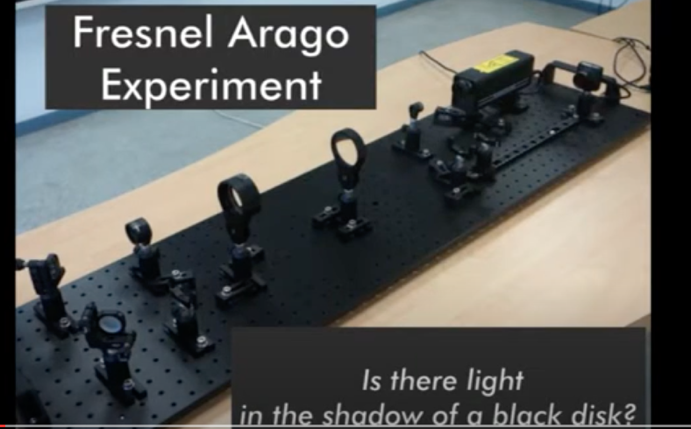 Fresnel Arago
Experiment
Is there light
in the shadow of a black disk?